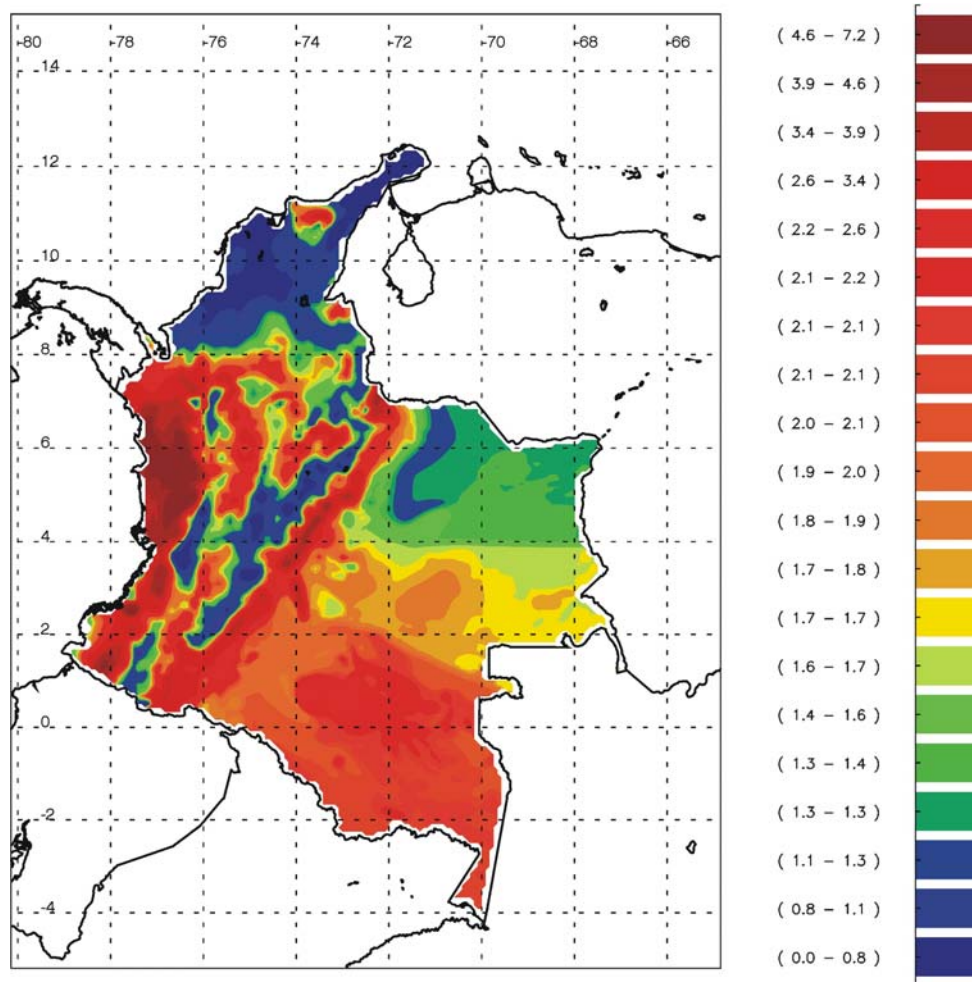 -80 -78 -76 -74 -72 -70 -66
14
12
10
8
6
4
2
0
-2
-4
( 4.6 – 7.2 )
( 3.9 – 4.6 )
( 3.4 – 3.9 )
( 2.6 – 3.4 )
( 2.2 – 2.6 )
( 2.1 – 2.2 )
( 2.1 – 2.1 )
( 2.1 – 2.1 )
( 2.0 – 2.1 )
( 1.9 – 2.0 )
( 1.8 – 1.9 )
( 1.7 – 1.8 )
( 1.7 – 1.7 )
( 1.6 – 1.7 )
( 1.4 – 1.6 )
( 1.3 – 1.4 )
( 1.3 – 1.3 )
( 1.1 – 1.3 )
( 0.8 – 1.1 )
( 0.0 – 0.8 )